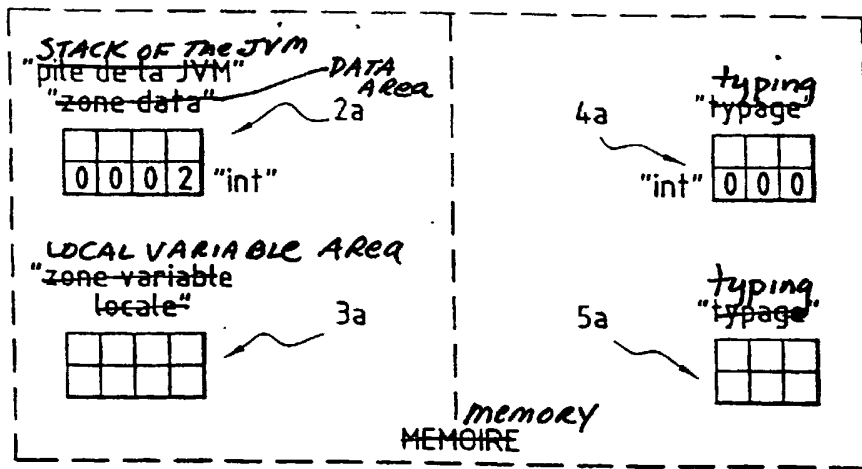 STACK OF The JVM
"pile de la JVM"
"zone data"
DATA
AREA
2a
0 0 0 2 "int"
typing
"typage"
4a
"int" 0 0 0
LOCAL VARIABLE AREA
"zone variable
locale"
3a
typing
"typage"
5a
memory
MEMOIRE